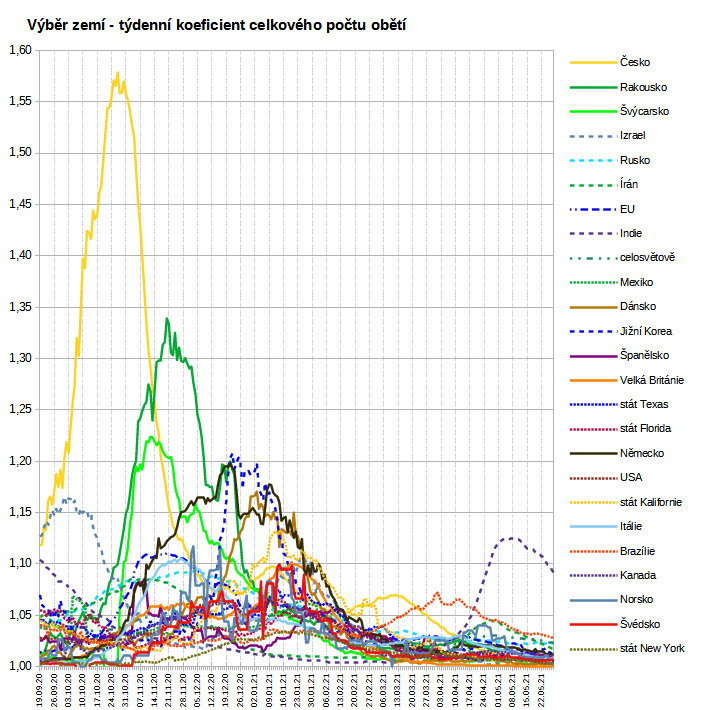 Výběr zemí - týdenní koeficient celkového počtu obětí
1,60
1,55
1,50
1,45
1,40
1,35
1,30
1,25
1,20
1,15
1,10
1,05
1,00
19.09.20
26.09.20
03.10.20
10.10.20
17.10.20
24.10.20
31.10.20
07.11.20
14.11.20
21.11.20
28.11.20
05.12.20
12.12.20
19.12.20
26.12.20
02.01.21
09.01.21
16.01.21
23.01.21
30.01.21
06.02.21
13.02.21
20.02.21
27.02.21
06.03.21
13.03.21
20.03.21
27.03.21
03.04.21
10.04.21
17.04.21
24.04.21
01.05.21
08.05.21
15.05.21
22.05.21
Česko
Rakousko
Švýcarsko
Izrael
Rusko
Írán
EU
Indie
celosvětově
Mexiko
Dánsko
Jižní Korea
Španělsko
Velká Británie
stát Texas
stát Florida
Německo
USA
stát Kalifornie
Itálie
Brazílie
Kanada
Norsko
Švédsko
stát New York